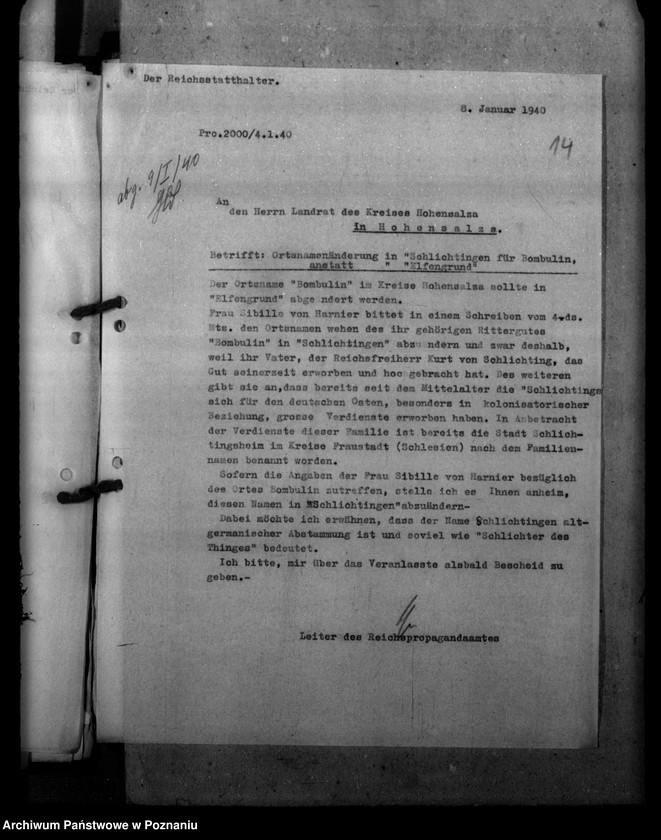 Der Reichsstatthalter.
8. Januar 1940
Pro.2000/4.1.40
14
abg. 9/I/40
An
den Herrn Landrat des Kreises Hohensalza
In Hohensalza.
Betrifft: Ortsnamenänderung in "Schlichtingen für Bombulin,
anstatt " "Elfengrund"
Der Ortsname "Bombulin" im Kreise Hohensalza sollte in
"Elfengrund" abgeändert werden.
Frau Sibille von Harnier bittet in einem Schreiben vom 4.ds.
Mts. den Ortsnamen wehen des ihr gehörigen Rittergutes
"Bombulin" in "Schlichtingen" abzuändern und zwar deshalb,
weil ihr Vater, der Reichsfreiherr Kurt von Schlichting, das
Gut seinerzeit erworben und hoc gebracht hat. Des weiteren
gibt sie an,dass bereits seit dem Mittelalter die "Schlichtings
sich für den deutschen Osten, besonders in kolonisatorischer
Beziehung, grosse Verdienste erworben haben. In Anbetracht
der Verdienste dieser Familie ist bereits die Stadt Schlich-
tingsheim im Kreise Fraustadt (Schlesien) nach dem Familien-
namen benannt worden.
Sofern die Angaben der Frau Sibille von Harnier bezüglich
des Ortes Bombulin zutreffen, stelle ich es Ihnen anheim,
diesen Namen in "Schlichtingen"abzuändern-
Dabei möchte ich erwähnen, dass der Name Schlichtingen alt-
germanischer Abstammung ist und soviel wie "Schlichter des
Thinges" bedeutet.
Ich bitte, mir über das Veranlasste alsbald Bescheid zu
geben.-
Leiter des Reichspropagandaamtes
Archiwum Państwowe w Poznaniu